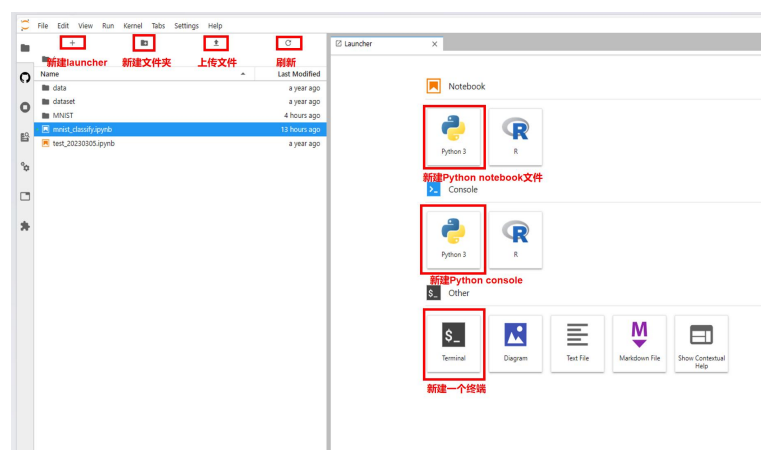 File Edit View Run Kernel Tabs Settings Help
Launcher
新建launcher 新建文件夹 上传文件 刷新
Name Last Modified
data a year ago
dataset a year ago
MNIST 4 hours ago
mnist_classify.ipynb 13 hours ago
test_20230305.ipynb a year ago
Notebook
Python 3 R
新建Python notebook文件
Console
Python 3 R
新建Python console
$_ Other
$_ M
Terminal Diagram Text File Markdown File Show Contextual Help
新建一个终端